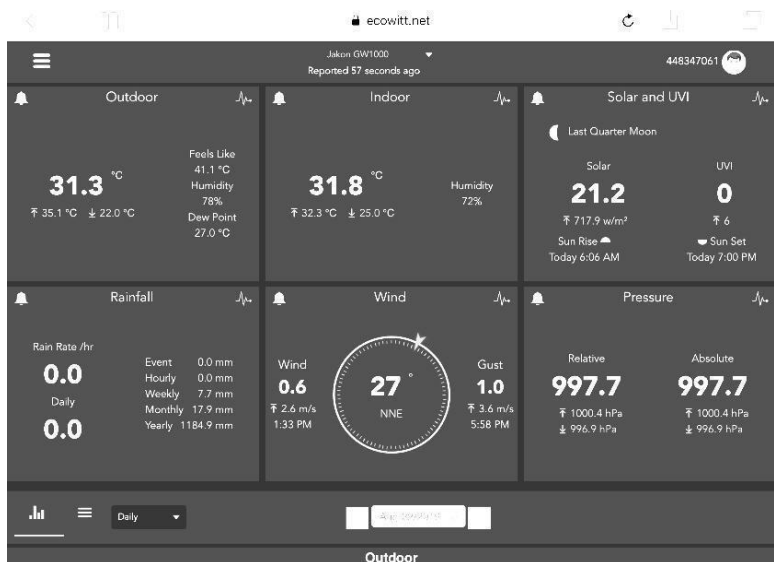 ecowitt.net
Jakon GW1000
Reported 57 seconds ago
448347061
Outdoor
31.3 °C
↑ 35.1 °C ↓ 22.0 °C
Feels Like
41.1 °C
Humidity
78%
Dew Point
27.0 °C
Indoor
31.8 °C
↑ 32.3 °C ↓ 25.0 °C
Humidity
72%
Solar and UVI
Last Quarter Moon
Solar
21.2
↑ 717.9 w/m²
UVI
0
↑ 6
Sun Rise
Today 6:06 AM
Sun Set
Today 7:00 PM
Rainfall
Rain Rate /hr
0.0
Daily
0.0
Event 0.0 mm
Hourly 0.0 mm
Weekly 7.7 mm
Monthly 17.9 mm
Yearly 1184.9 mm
Wind
Wind
0.6
↑ 2.6 m/s
1:33 PM
27 °
NNE
Gust
1.0
↑ 3.6 m/s
5:58 PM
Pressure
Relative
997.7
↑ 1000.4 hPa
↓ 996.9 hPa
Absolute
997.7
↑ 1000.4 hPa
↓ 996.9 hPa
Daily
Outdoor